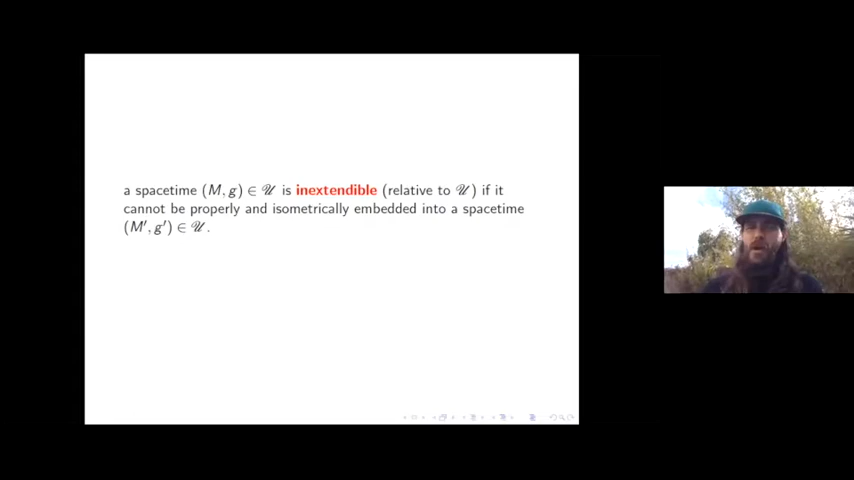 a spacetime (M, g) ∈ 𝒰 is inextendible (relative to 𝒰) if it
cannot be properly and isometrically embedded into a spacetime
(M′, g′) ∈ 𝒰.